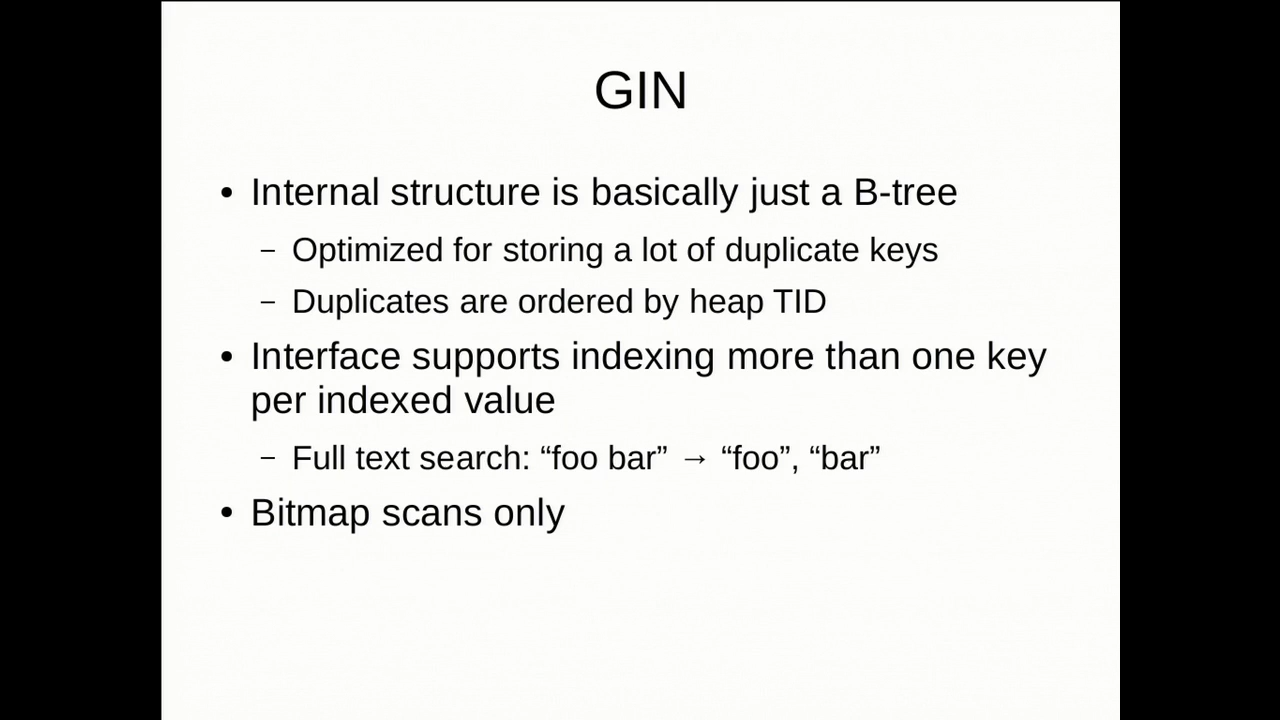 GIN
• Internal structure is basically just a B-tree
– Optimized for storing a lot of duplicate keys
– Duplicates are ordered by heap TID
• Interface supports indexing more than one key
per indexed value
– Full text search: “foo bar” → “foo”, “bar”
• Bitmap scans only